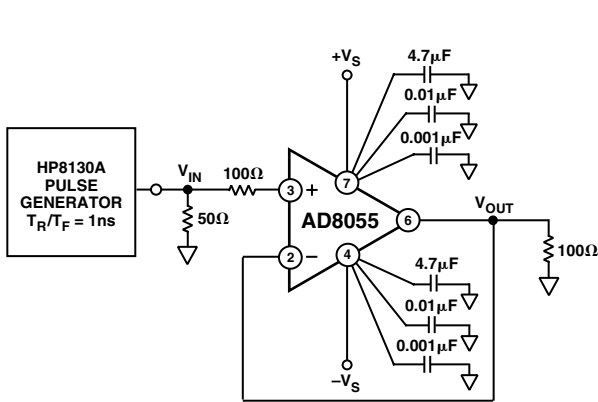 +VS
4.7µF
0.01µF
0.001µF
HP8130A
PULSE
GENERATOR
TR/TF = 1ns
VIN
100Ω
50Ω
3
+
7
AD8055
6
VOUT
100Ω
2
–
4
4.7µF
0.01µF
0.001µF
–VS